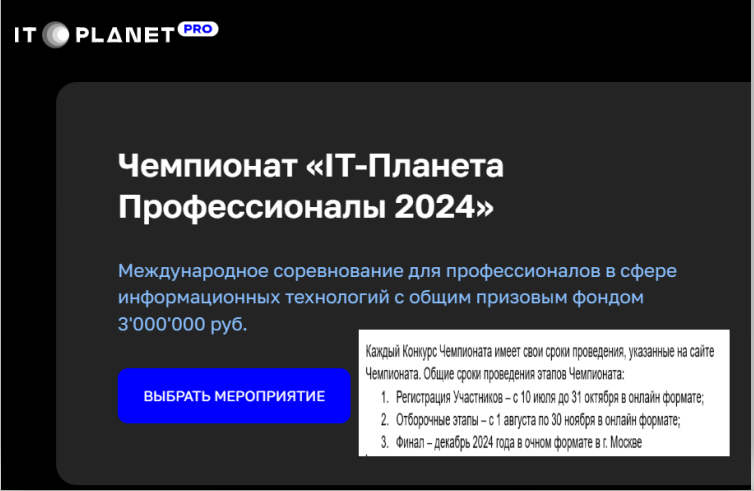 IT PLANET PRO
Чемпионат «IT-Планета
Профессионалы 2024»
Международное соревнование для профессионалов в сфере
информационных технологий с общим призовым фондом
3'000'000 руб.
ВЫБРАТЬ МЕРОПРИЯТИЕ
Каждый Конкурс Чемпионата имеет свои сроки проведения, указанные на сайте
Чемпионата. Общие сроки проведения этапов Чемпионата:
1. Регистрация Участников – с 10 июля до 31 октября в онлайн формате;
2. Отборочные этапы – с 1 августа по 30 ноября в онлайн формате;
3. Финал – декабрь 2024 года в очном формате в г. Москве